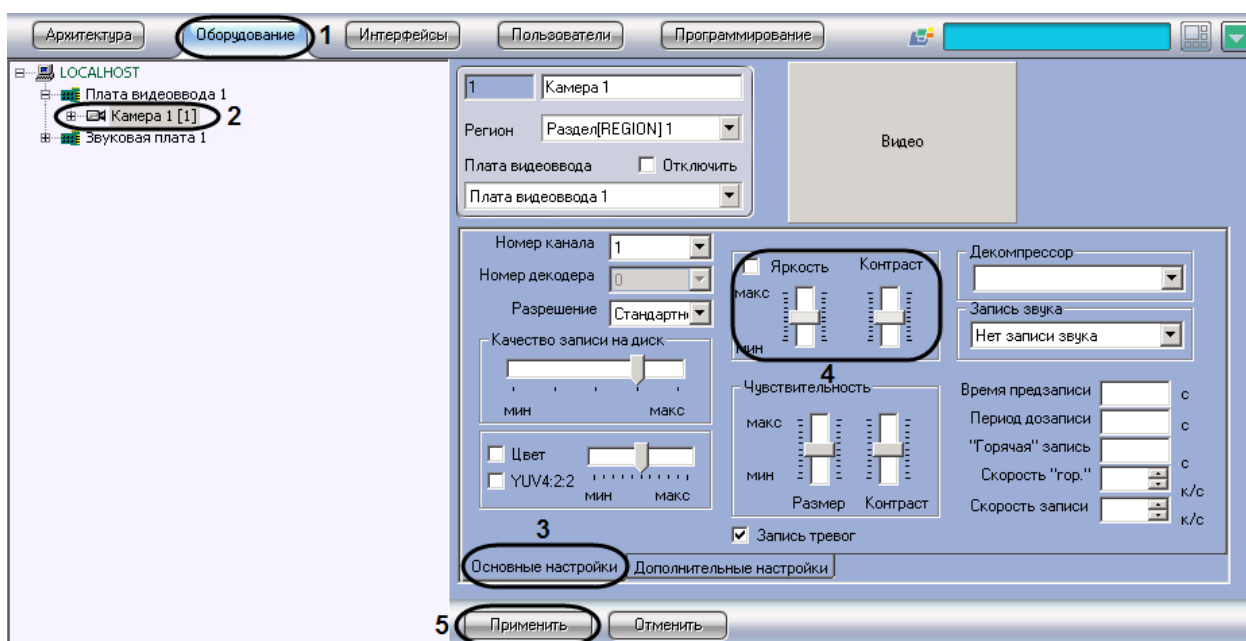 Архитектура Оборудование 1 Интерфейсы Пользователи Программирование
LOCALHOST
Плата видеоввода 1
Камера 1 [1] 2
Звуковая плата 1
1 Камера 1
Регион Раздел[REGION] 1
Плата видеоввода Отключить
Плата видеоввода 1
Видео
Номер канала 1
Номер декодера 0
Разрешение Стандартн
Качество записи на диск
мин макс
Цвет
YUV4:2:2
мин макс
Яркость Контраст
макс
мин
4
Чувствительность
макс
мин
Размер Контраст
Запись тревог
Декомпрессор
Запись звука
Нет записи звука
Время предзаписи с
Период дозаписи с
"Горячая" запись с
Скорость "гор." к/с
Скорость записи к/с
3
Основные настройки Дополнительные настройки
5 Применить Отменить